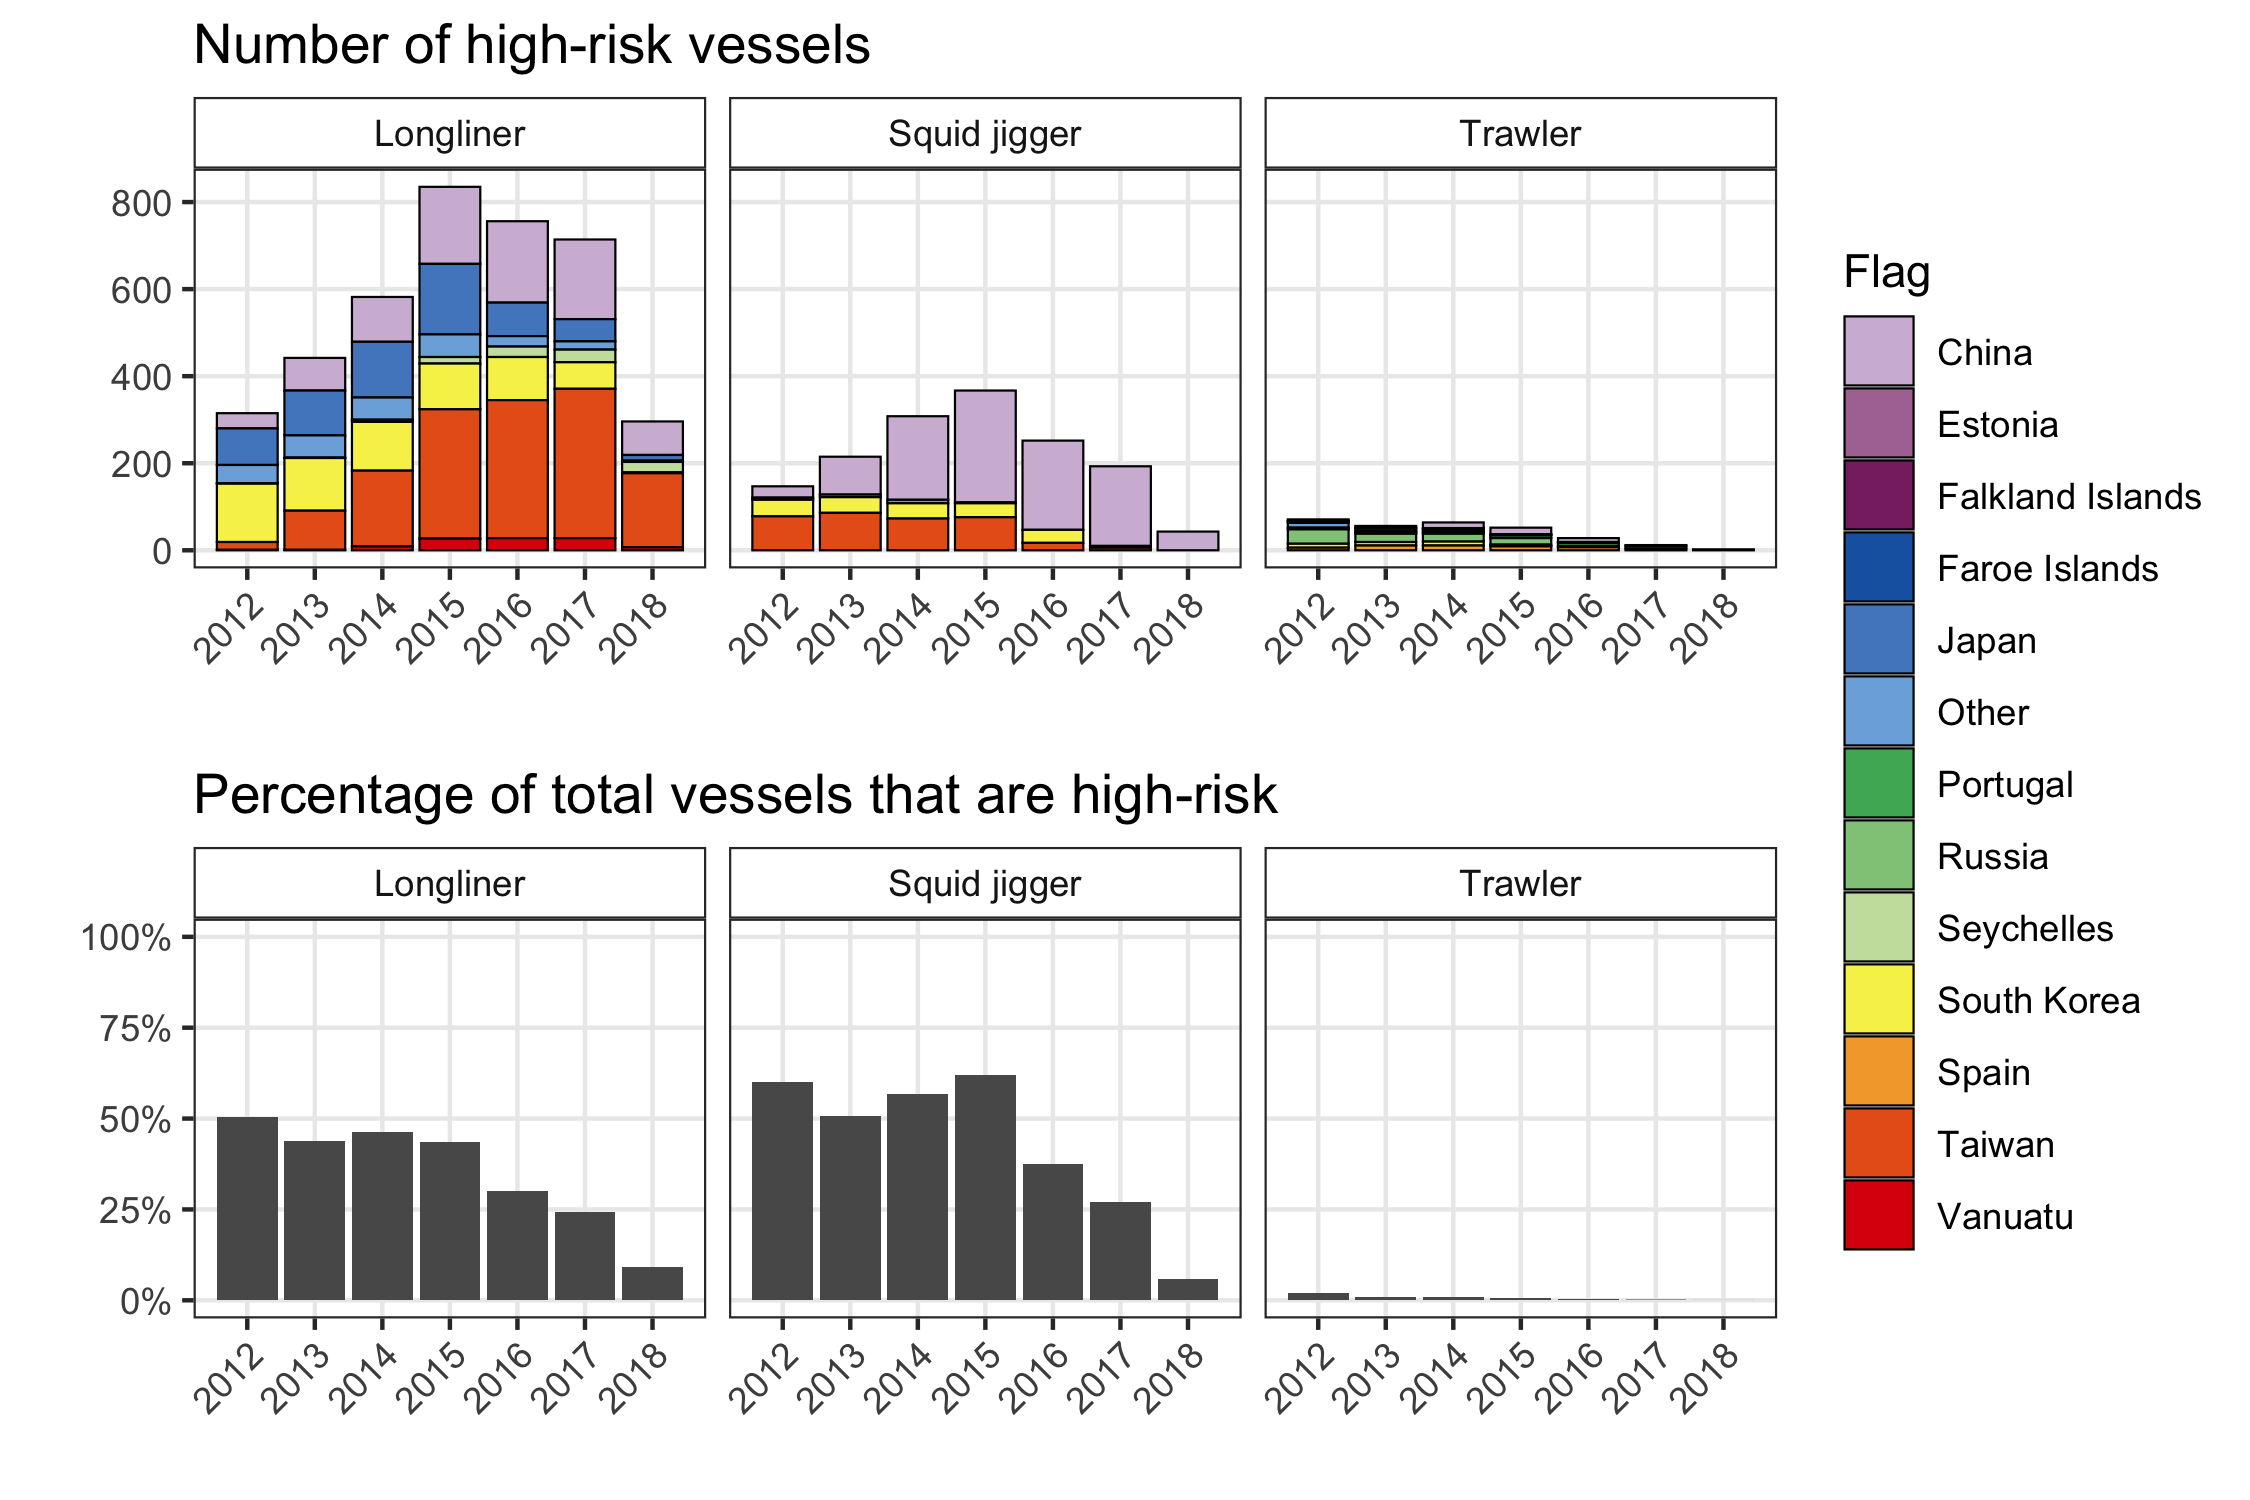 Number of high-risk vessels
Longliner Squid jigger Trawler
800
600
400
200
0
2012 2013 2014 2015 2016 2017 2018 2012 2013 2014 2015 2016 2017 2018 2012 2013 2014 2015 2016 2017 2018
Percentage of total vessels that are high-risk
Longliner Squid jigger Trawler
100%
75%
50%
25%
0%
2012 2013 2014 2015 2016 2017 2018 2012 2013 2014 2015 2016 2017 2018 2012 2013 2014 2015 2016 2017 2018
Flag
China
Estonia
Falkland Islands
Faroe Islands
Japan
Other
Portugal
Russia
Seychelles
South Korea
Spain
Taiwan
Vanuatu